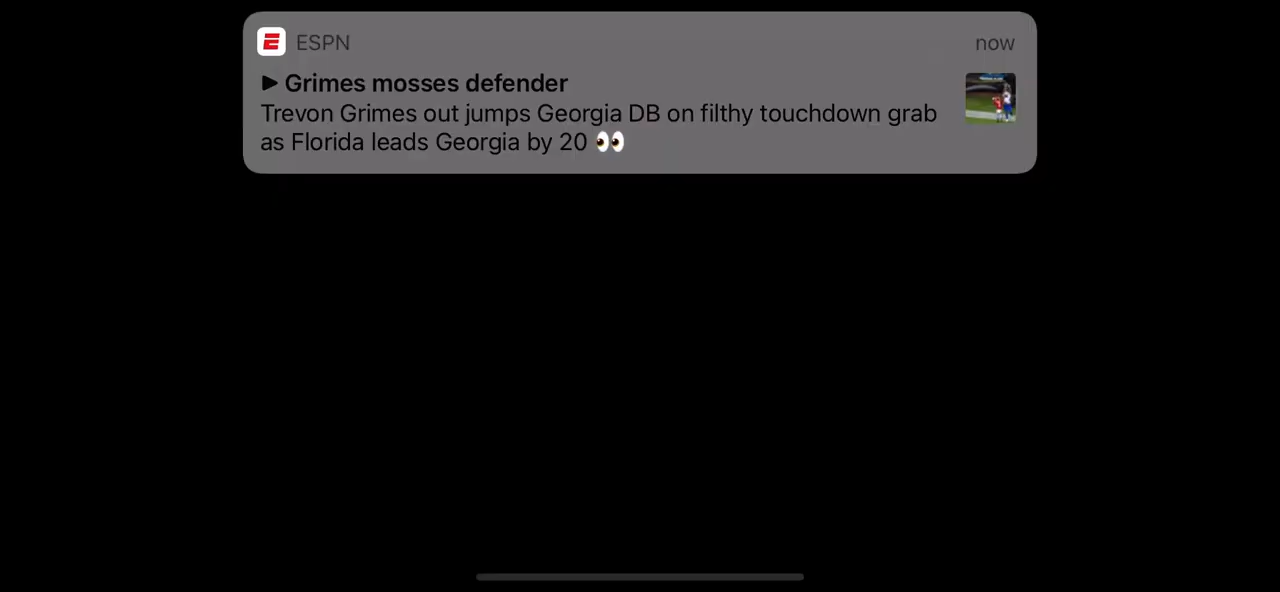 ESPN
now
Grimes mosses defender
Trevon Grimes out jumps Georgia DB on filthy touchdown grab
as Florida leads Georgia by 20 👀